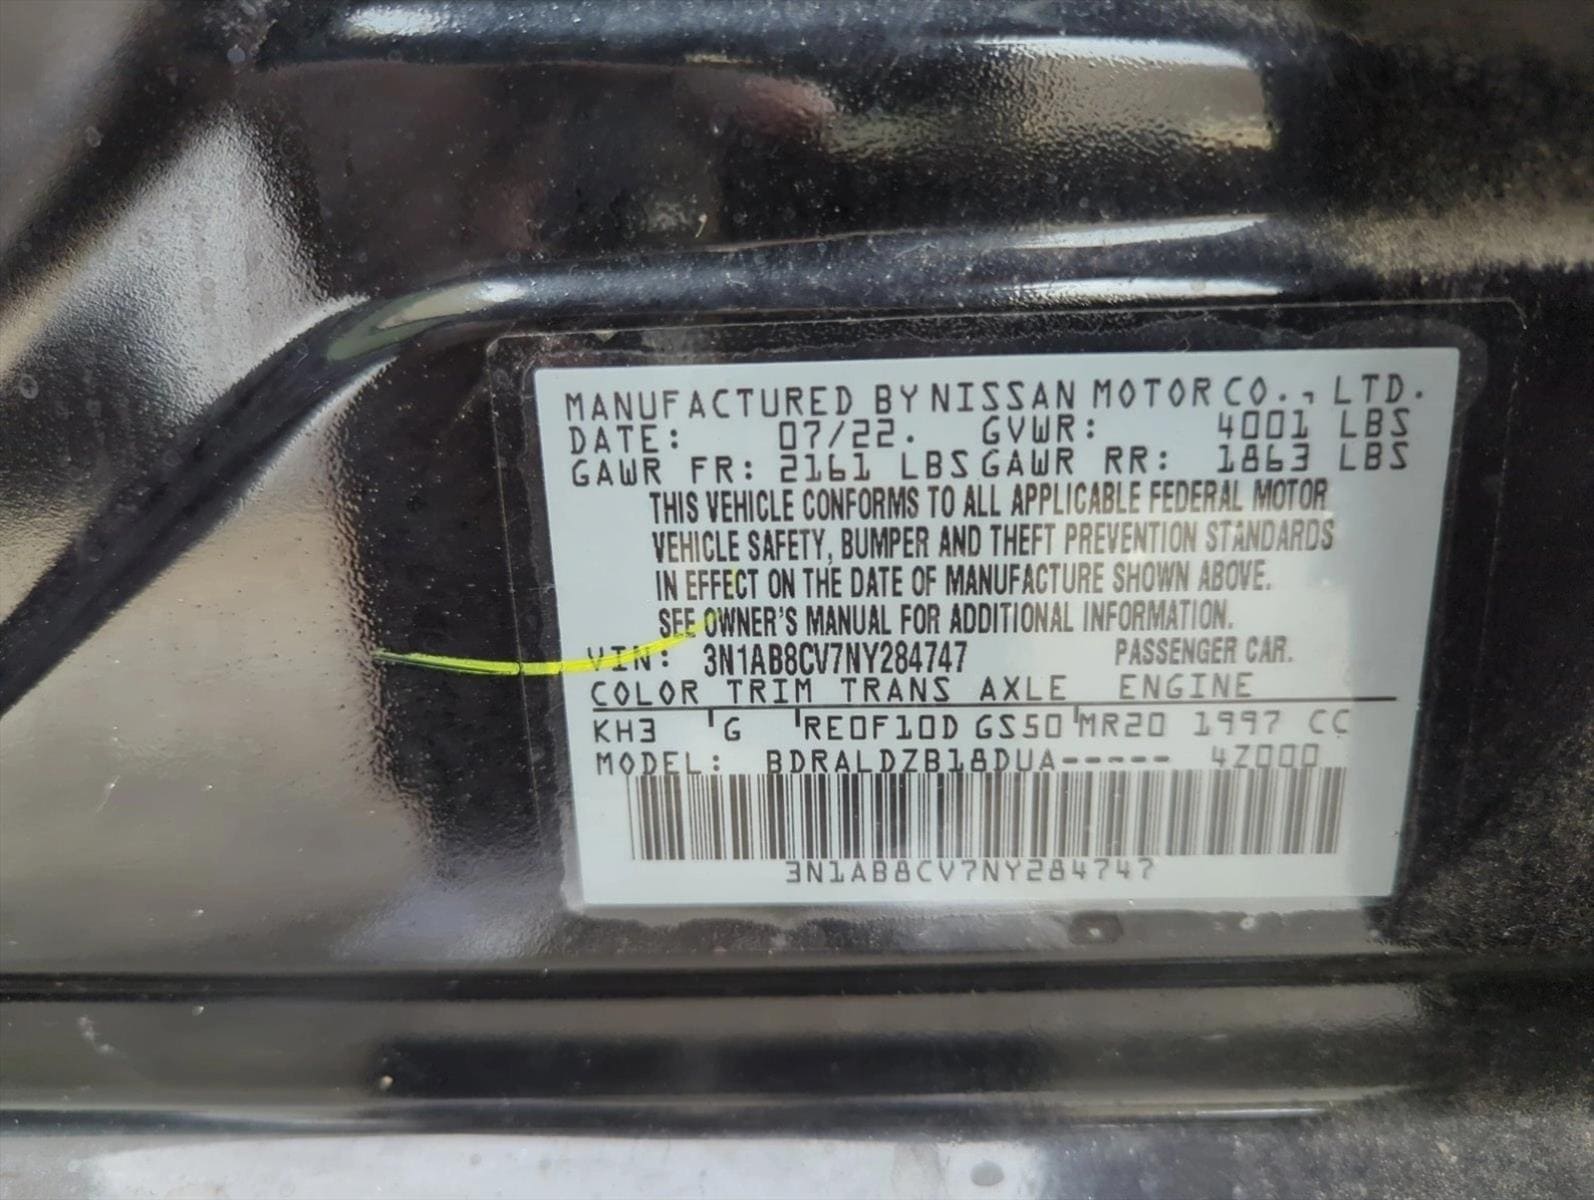 MANUFACTURED BY NISSAN MOTOR CO., LTD.
DATE: 07/22. GVWR: 4001 LBS
GAWR FR: 2161 LBS GAWR RR: 1863 LBS
THIS VEHICLE CONFORMS TO ALL APPLICABLE FEDERAL MOTOR
VEHICLE SAFETY, BUMPER AND THEFT PREVENTION STANDARDS
IN EFFECT ON THE DATE OF MANUFACTURE SHOWN ABOVE.
SEE OWNER'S MANUAL FOR ADDITIONAL INFORMATION.
VIN: 3N1AB8CV7NY284747 PASSENGER CAR.
COLOR TRIM TRANS AXLE ENGINE
KH3 G RE0F10D GS50 MR20 1997 CC
MODEL: BDRALDZB18DUA----- 4Z000
3N1AB8CV7NY284747